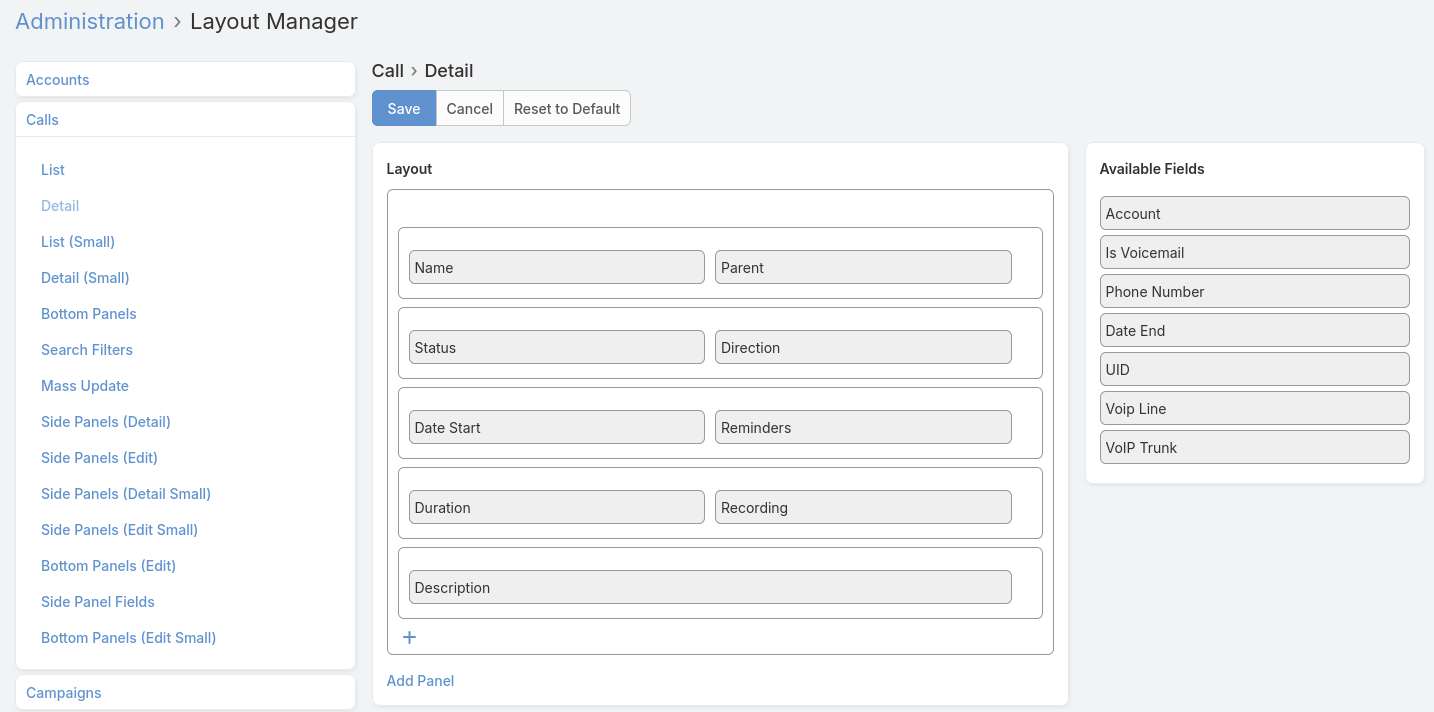 Administration › Layout Manager
Accounts
Calls
List
Detail
List (Small)
Detail (Small)
Bottom Panels
Search Filters
Mass Update
Side Panels (Detail)
Side Panels (Edit)
Side Panels (Detail Small)
Side Panels (Edit Small)
Bottom Panels (Edit)
Side Panel Fields
Bottom Panels (Edit Small)
Campaigns
Call › Detail
Save Cancel Reset to Default
Layout
Name Parent
Status Direction
Date Start Reminders
Duration Recording
Description
+
Add Panel
Available Fields
Account
Is Voicemail
Phone Number
Date End
UID
Voip Line
VoIP Trunk